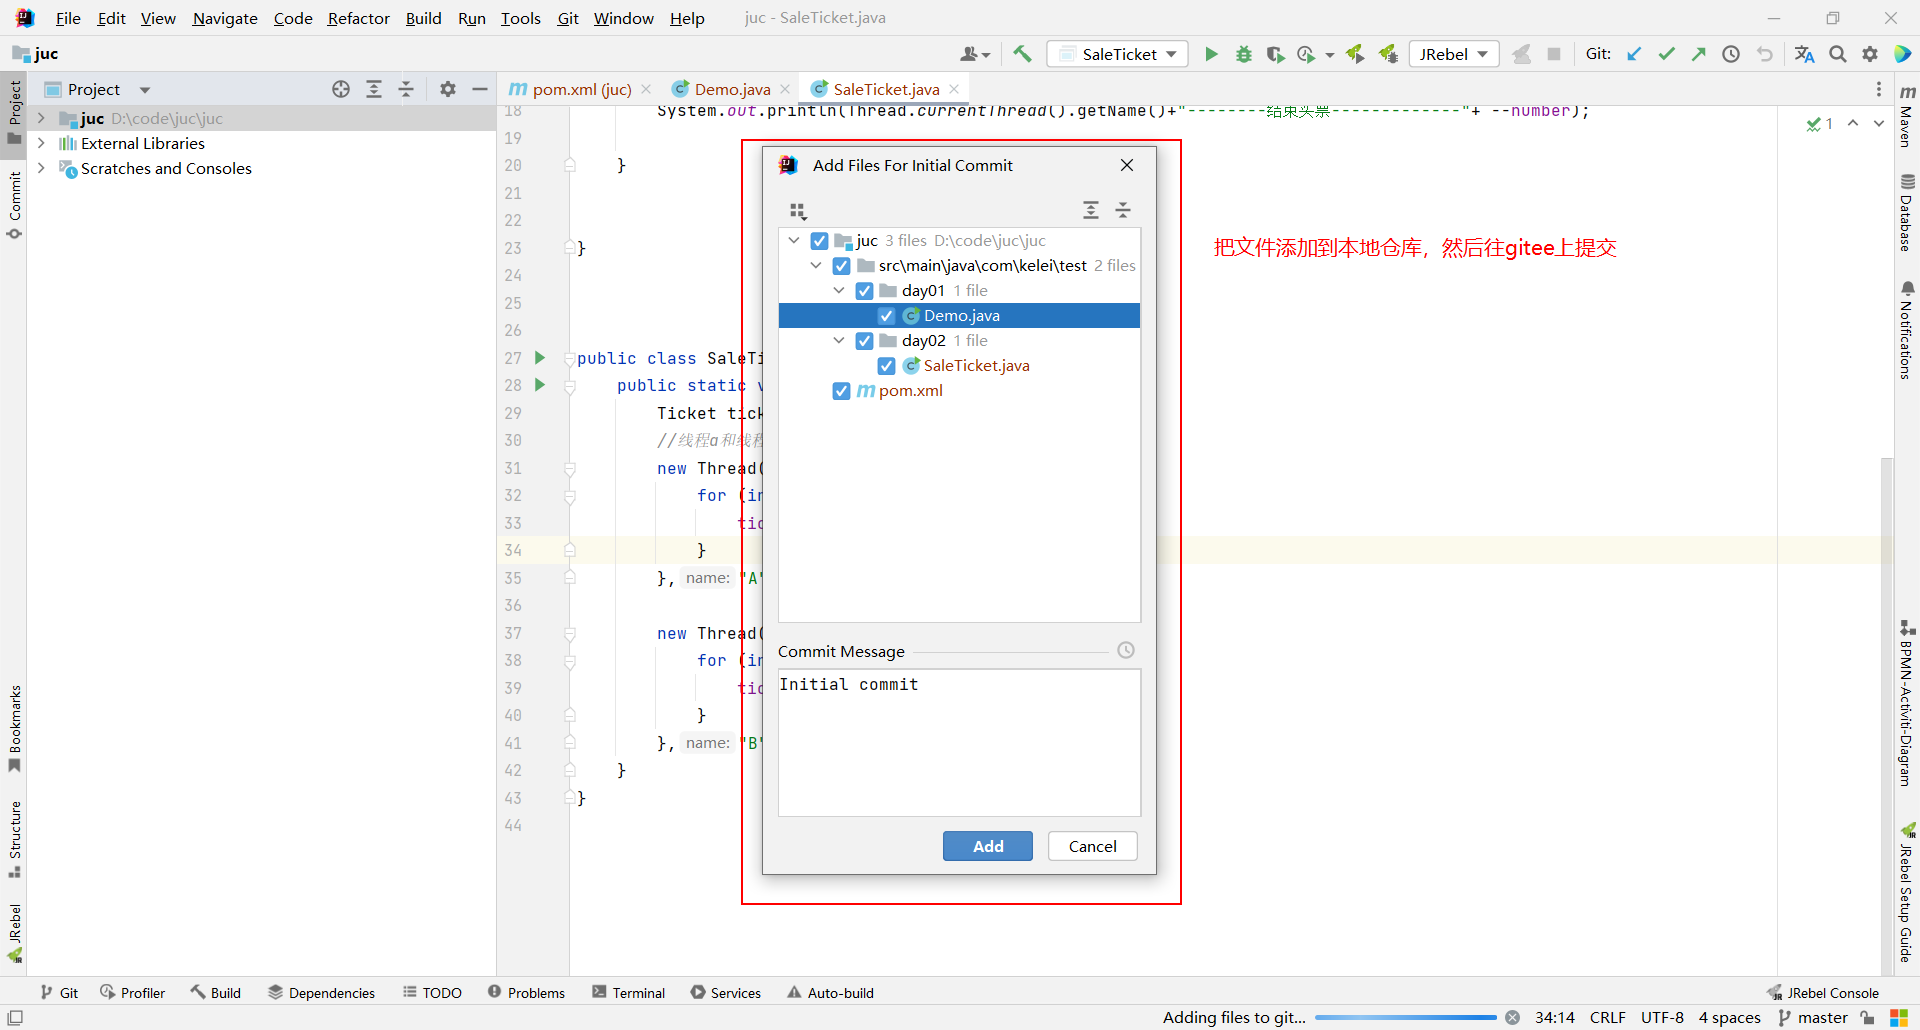 File Edit View Navigate Code Refactor Build Run Tools Git Window Help juc - SaleTicket.java
juc
SaleTicket
JRebel
Git:
Project
pom.xml (juc)
Demo.java
SaleTicket.java
juc D:\code\juc\juc
External Libraries
Scratches and Consoles
Project
Commit
Bookmarks
Structure
JRebel
18 System.out.println(Thread.currentThread().getName()+"--------结束买票-------------"+ --number);
19
20 }
21
22
23 }
24
25
26
27 public class SaleTi
28 public static v
29 Ticket tick
30 //线程a和线程
31 new Thread(
32 for (in
33 tic
34 }
35 }, name: "A"
36
37 new Thread(
38 for (in
39 tic
40 }
41 }, name: "B"
42 }
43 }
44
1
Add Files For Initial Commit
juc 3 files D:\code\juc\juc
src\main\java\com\kelei\test 2 files
day01 1 file
Demo.java
day02 1 file
SaleTicket.java
pom.xml
Commit Message
Initial commit
Add Cancel
把文件添加到本地仓库，然后往gitee上提交
Maven
Database
Notifications
BPMN-Activiti-Diagram
JRebel Setup Guide
Git Profiler Build Dependencies TODO Problems Terminal Services Auto-build JRebel Console
Adding files to git... 34:14 CRLF UTF-8 4 spaces master